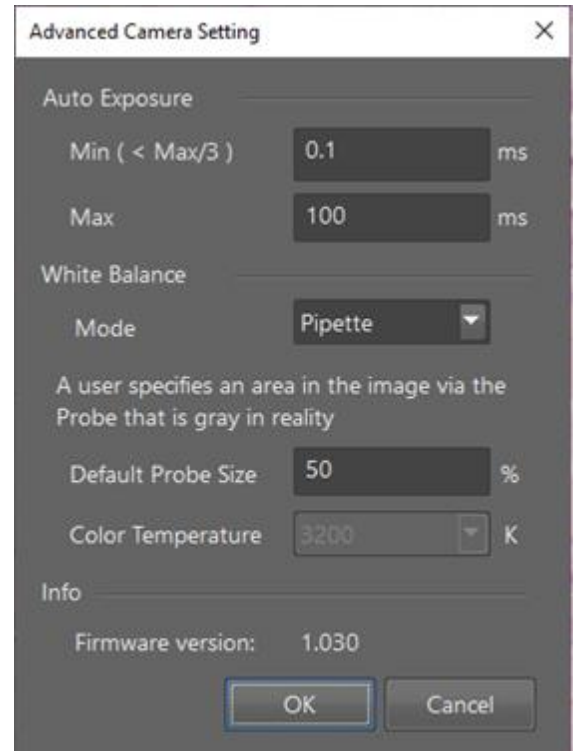 Advanced Camera Setting
Auto Exposure
Min ( < Max/3 ) 0.1 ms
Max 100 ms
White Balance
Mode Pipette
A user specifies an area in the image via the
Probe that is gray in reality
Default Probe Size 50 %
Color Temperature 3200 K
Info
Firmware version: 1.030
OK Cancel